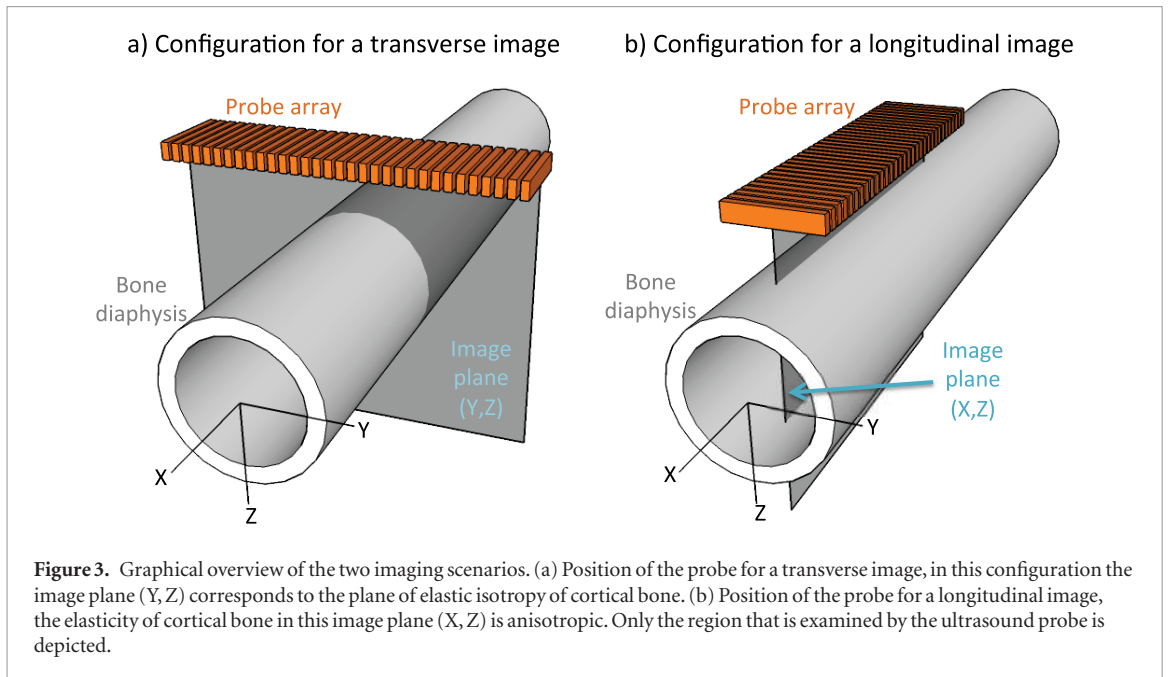 a) Configuration for a transverse image
Probe array
Bone
diaphysis
Image
plane
(Y,Z)
Y
X
Z
b) Configuration for a longitudinal image
Probe array
Bone
diaphysis
Image
plane
(X,Z)
Y
X
Z
Figure 3. Graphical overview of the two imaging scenarios. (a) Position of the probe for a transverse image, in this configuration the
image plane (Y, Z) corresponds to the plane of elastic isotropy of cortical bone. (b) Position of the probe for a longitudinal image,
the elasticity of cortical bone in this image plane (X, Z) is anisotropic. Only the region that is examined by the ultrasound probe is
depicted.